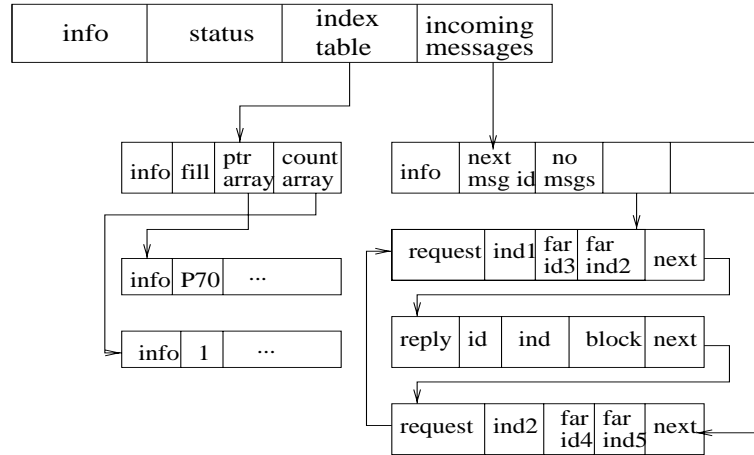 info status index table incoming messages
info fill ptr array count array
info next msg id no msgs
info P70 ...
request ind1 far id3 far ind2 next
info 1 ...
reply id ind block next
request ind2 far id4 far ind5 next